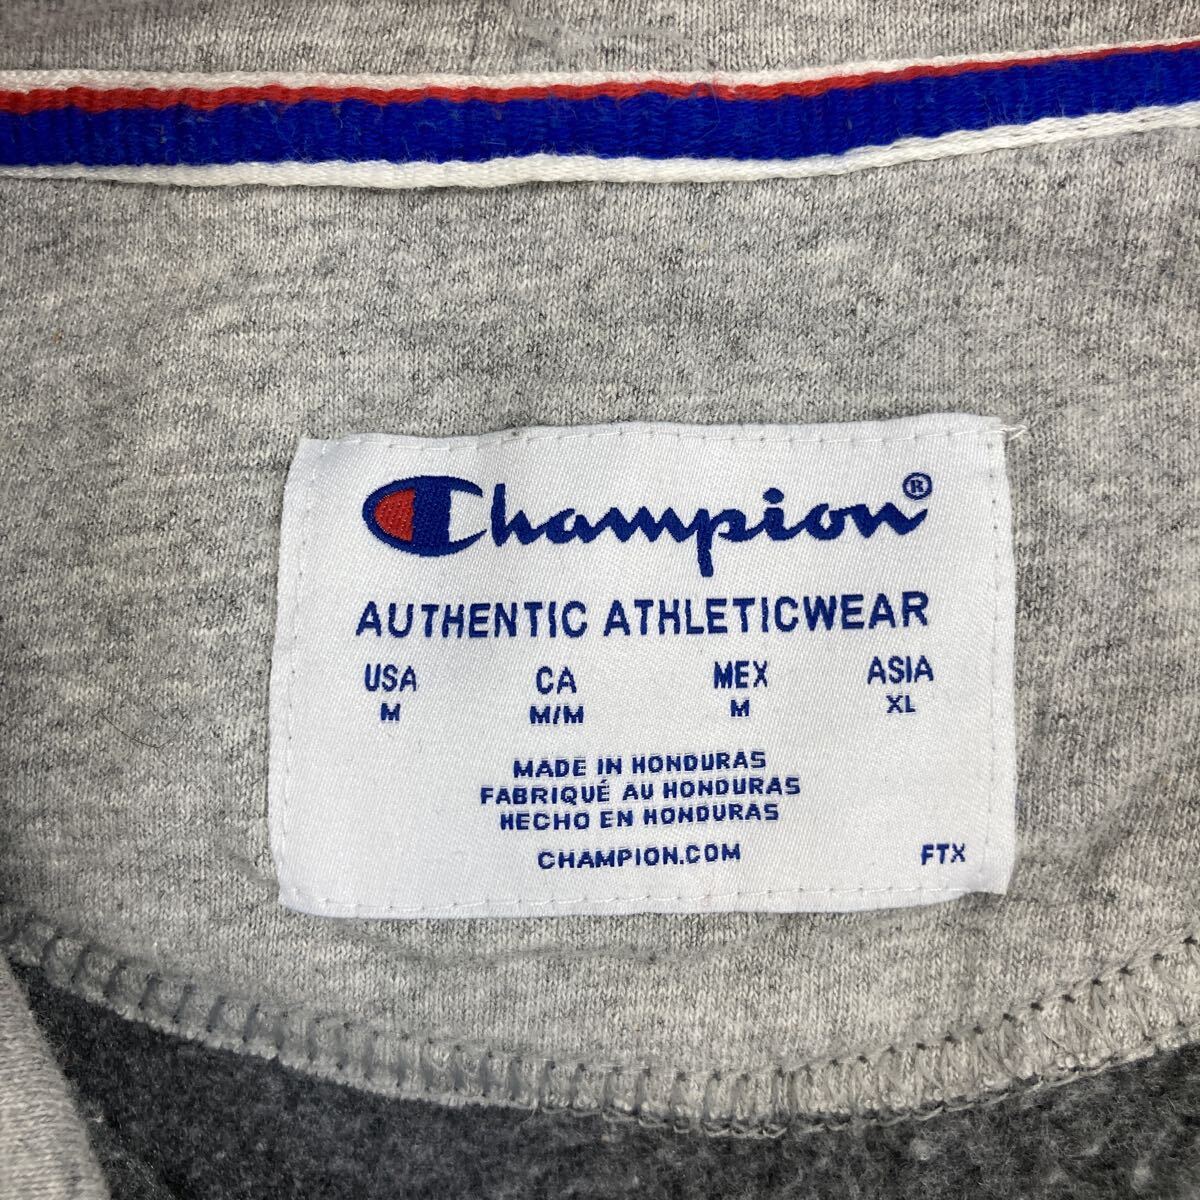 Champion®
AUTHENTIC ATHLETICWEAR
USA CA MEX ASIA
M M/M M XL
MADE IN HONDURAS
FABRIQUÉ AU HONDURAS
HECHO EN HONDURAS
CHAMPION.COM FTX